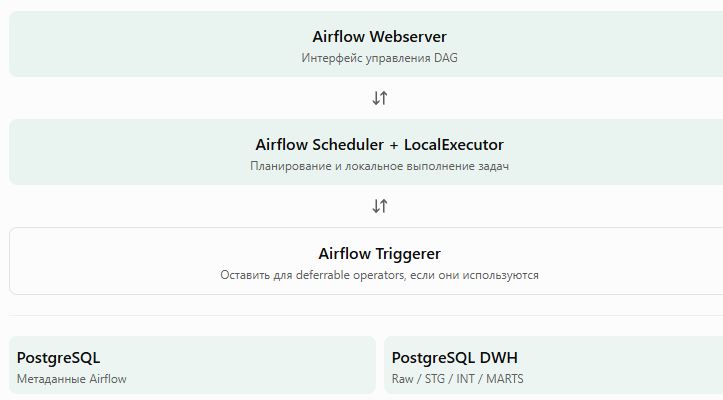 Airflow Webserver
Интерфейс управления DAG
Airflow Scheduler + LocalExecutor
Планирование и локальное выполнение задач
Airflow Triggerer
Оставить для deferrable operators, если они используются
PostgreSQL
Метаданные Airflow
PostgreSQL DWH
Raw / STG / INT / MARTS